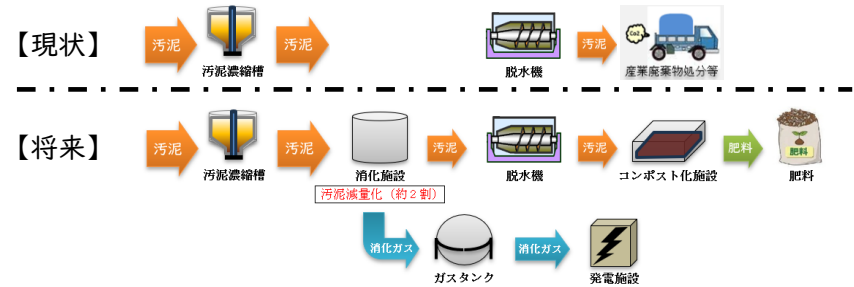 【現状】
汚泥
汚泥濃縮槽
汚泥
脱水機
汚泥
Co2
産業廃棄物処分等
【将来】
汚泥
汚泥濃縮槽
汚泥
消化施設
汚泥減量化(約2割)
汚泥
脱水機
汚泥
コンポスト化施設
肥料
肥料
肥料
消化ガス
ガスタンク
消化ガス
発電施設